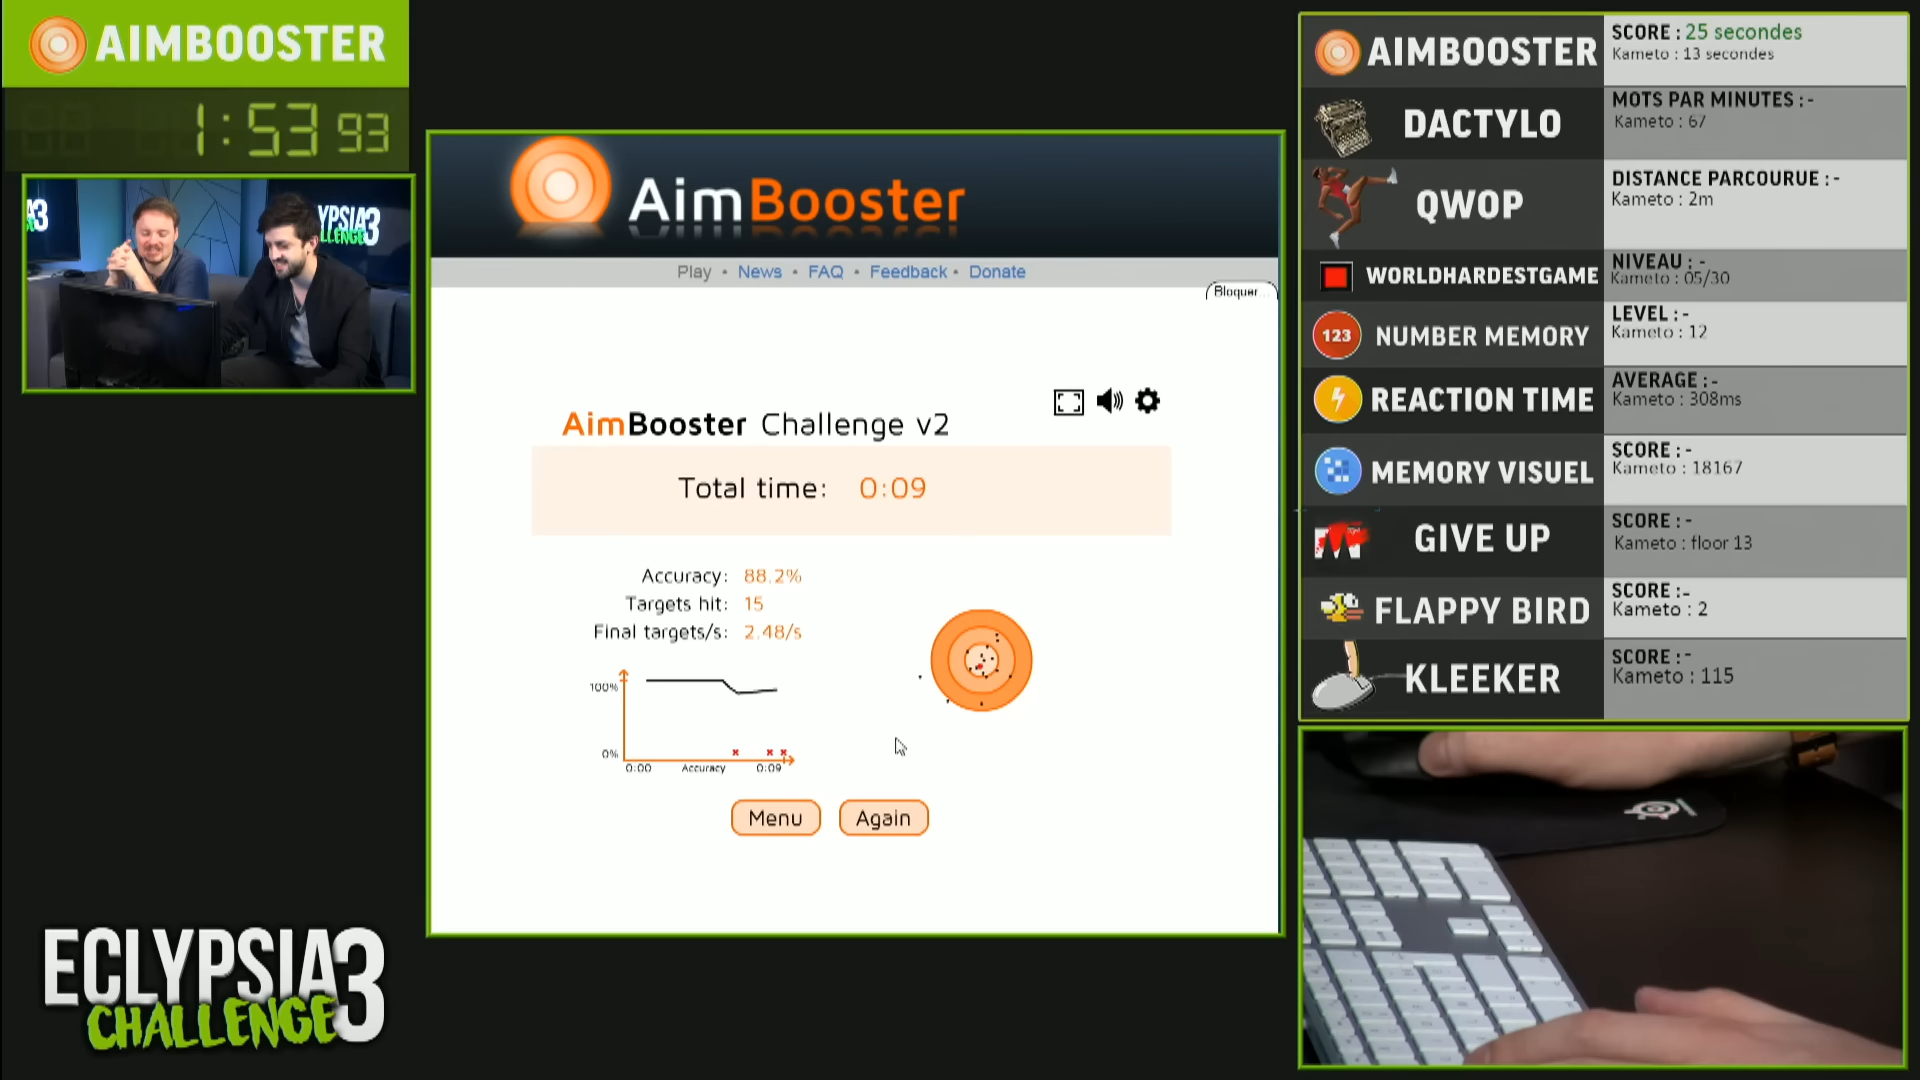 AIMBOOSTER
1:53 93
YPSIA3
LLENGE
AimBooster
Play • News • FAQ • Feedback • Donate
Bloquer...
AimBooster Challenge v2
Total time: 0:09
Accuracy: 88.2%
Targets hit: 15
Final targets/s: 2.48/s
100%
0%
0:00 Accuracy 0:09
Menu Again
ECLYPSIA3
CHALLENGE
AIMBOOSTER
SCORE : 25 secondes
Kameto : 13 secondes
DACTYLO
MOTS PAR MINUTES : -
Kameto : 67
QWOP
DISTANCE PARCOURUE : -
Kameto : 2m
WORLDHARDESTGAME
NIVEAU : -
Kameto : 05/30
123 NUMBER MEMORY
LEVEL : -
Kameto : 12
REACTION TIME
AVERAGE : -
Kameto : 308ms
MEMORY VISUEL
SCORE : -
Kameto : 18167
GIVE UP
SCORE : -
Kameto : floor 13
FLAPPY BIRD
SCORE :-
Kameto : 2
KLEEKER
SCORE : -
Kameto : 115